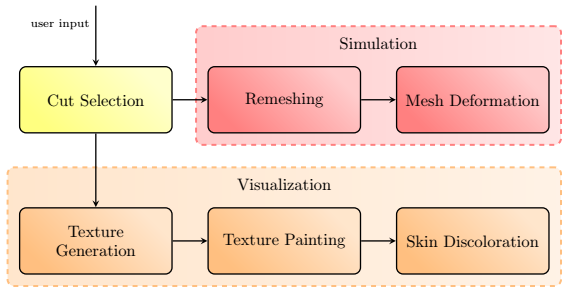 user input
Simulation
Cut Selection
Remeshing
Mesh Deformation
Visualization
Texture
Generation
Texture Painting
Skin Discoloration